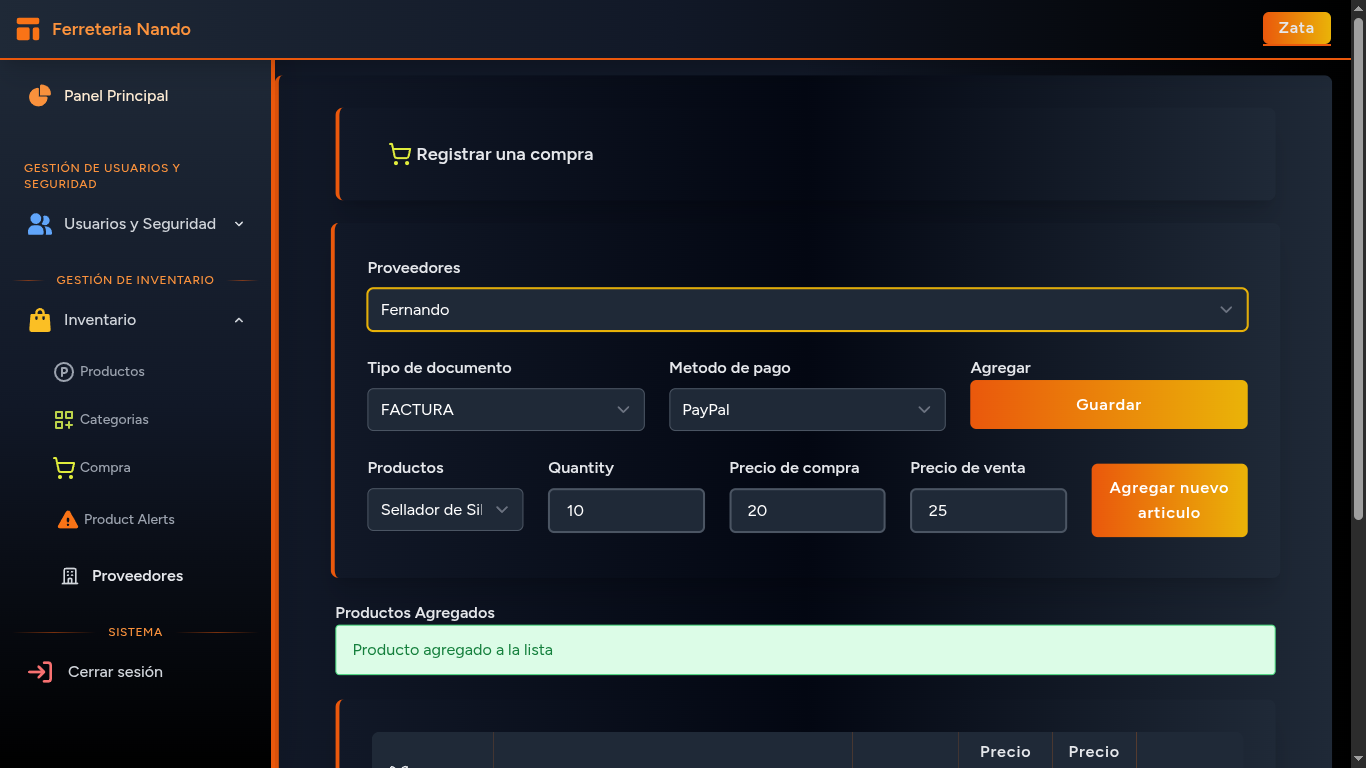 Ferreteria Nando
Zata
Panel Principal
GESTIÓN DE USUARIOS Y
SEGURIDAD
Usuarios y Seguridad
GESTIÓN DE INVENTARIO
Inventario
Productos
Categorias
Compra
Product Alerts
Proveedores
SISTEMA
Cerrar sesión
Registrar una compra
Proveedores
Fernando
Tipo de documento
Metodo de pago
Agregar
FACTURA
PayPal
Guardar
Productos
Quantity
Precio de compra
Precio de venta
Sellador de Sil
10
20
25
Agregar nuevo
articulo
Productos Agregados
Producto agregado a la lista
Precio
Precio